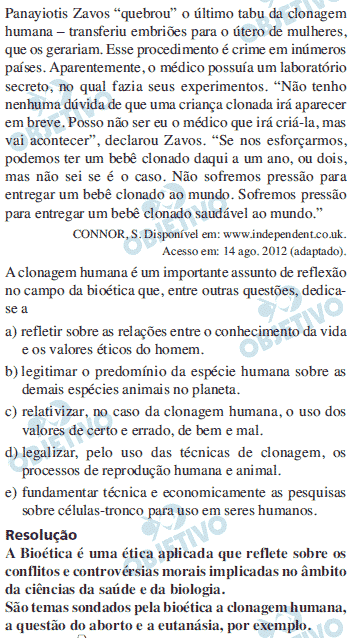 Panayiotis Zavos “quebrou” o último tabu da clonagem
humana – transferiu embriões para o útero de mulheres,
que os gerariam. Esse procedimento é crime em inúmeros
países. Aparentemente, o médico possuía um laboratório
secreto, no qual fazia seus experimentos. “Não tenho
nenhuma dúvida de que uma criança clonada irá aparecer
em breve. Posso não ser eu o médico que irá criá-la, mas
vai acontecer”, declarou Zavos. “Se nos esforçarmos,
podemos ter um bebê clonado daqui a um ano, ou dois,
mas não sei se é o caso. Não sofremos pressão para
entregar um bebê clonado ao mundo. Sofremos pressão
para entregar um bebê clonado saudável ao mundo.”
CONNOR, S. Disponível em: www.independent.co.uk.
Acesso em: 14 ago. 2012 (adaptado).
A clonagem humana é um importante assunto de reflexão
no campo da bioética que, entre outras questões, dedica-
se a
a) refletir sobre as relações entre o conhecimento da vida
e os valores éticos do homem.
b) legitimar o predomínio da espécie humana sobre as
demais espécies animais no planeta.
c) relativizar, no caso da clonagem humana, o uso dos
valores de certo e errado, de bem e mal.
d) legalizar, pelo uso das técnicas de clonagem, os
processos de reprodução humana e animal.
e) fundamentar técnica e economicamente as pesquisas
sobre células-tronco para uso em seres humanos.
Resolução
A Bioética é uma ética aplicada que reflete sobre os
conflitos e controvérsias morais implicadas no âmbito
da ciências da saúde e da biologia.
São temas sondados pela bioética a clonagem humana,
a questão do aborto e a eutanásia, por exemplo.
OBJETIVO
OBJETIVO
OBJETIVO
OBJETIVO
OBJETIVO
OBJETIVO
OBJETIVO